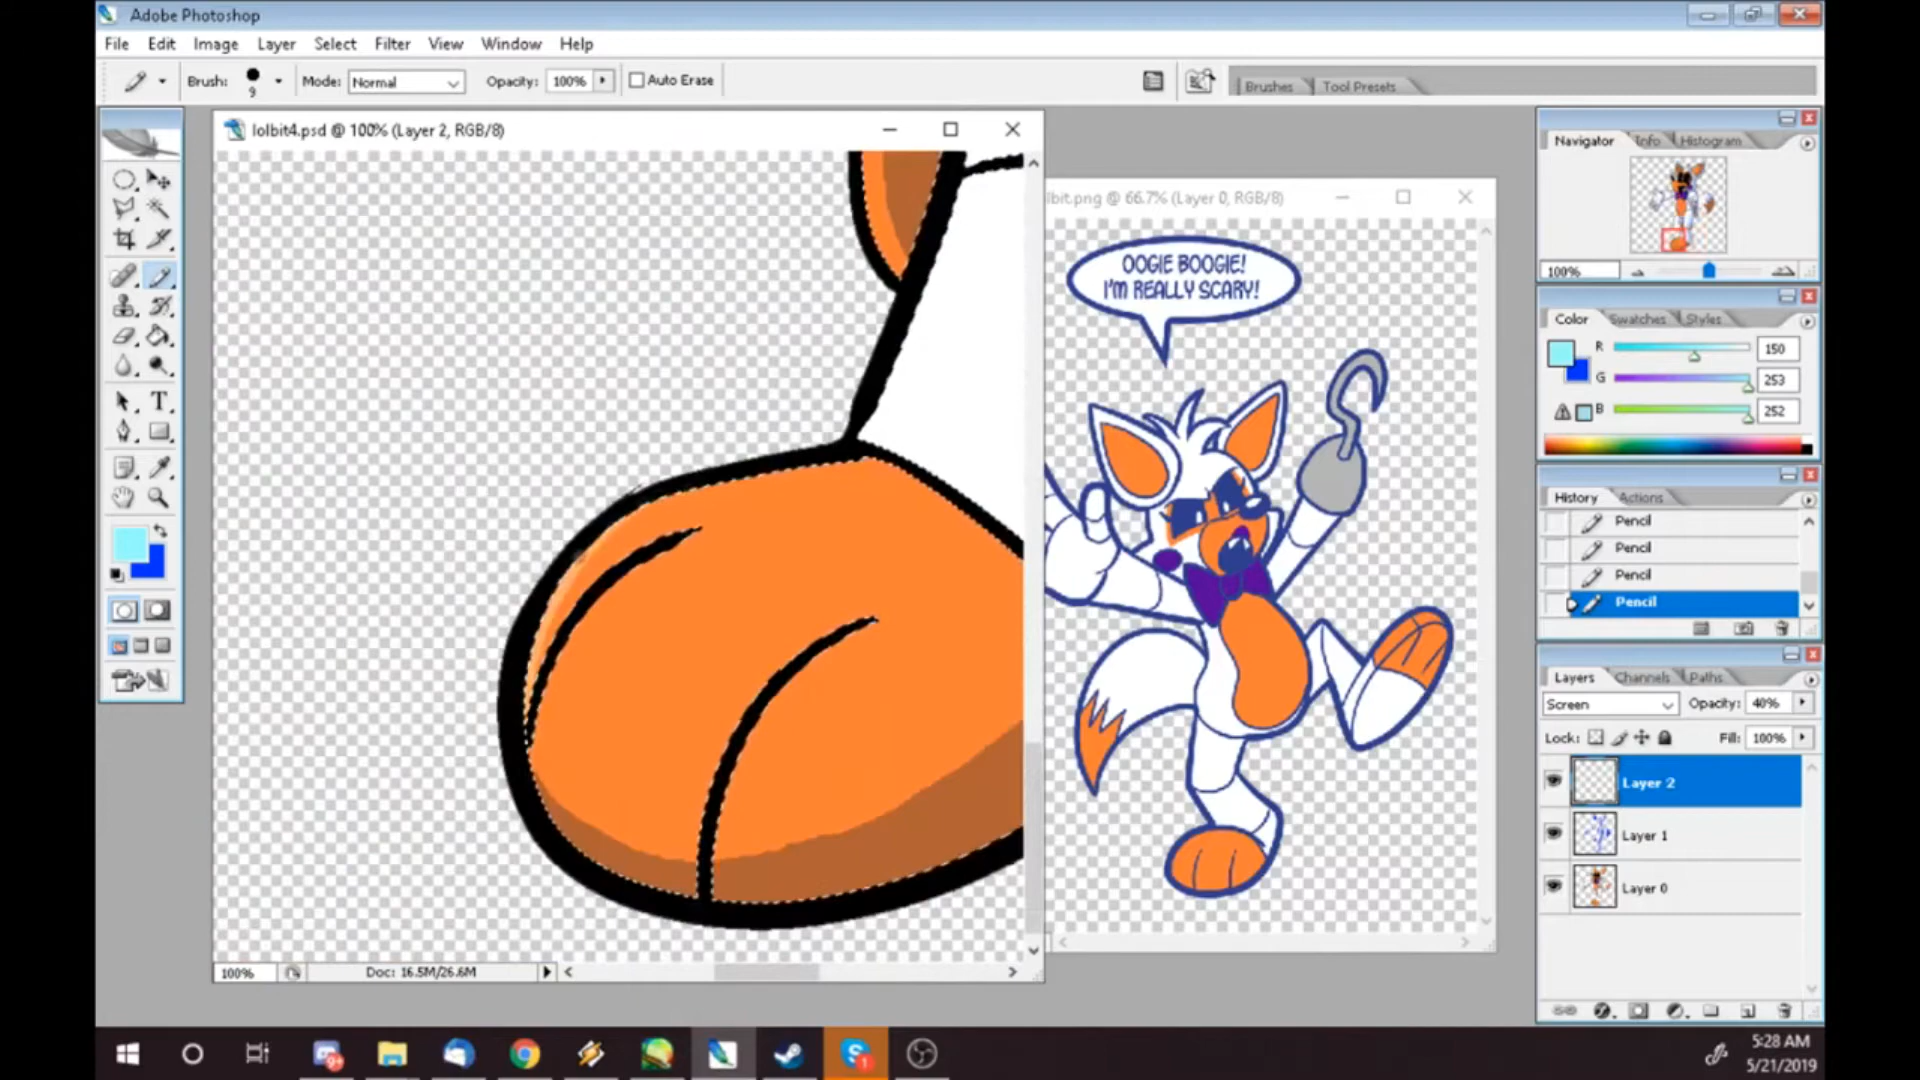 Adobe Photoshop
File Edit Image Layer Select Filter View Window Help
Brush: 9 Mode: Normal Opacity: 100% Auto Erase Brushes Tool Presets
lolbit4.psd @ 100% (Layer 2, RGB/8)
lbit.png @ 66.7% (Layer 0, RGB/8)
OOGIE BOOGIE!
I'M REALLY SCARY!
100% Doc: 16.5M/26.6M
T
Navigator Info Histogram
100%
Color Swatches Styles
R 150
G 253
B 252
History Actions
Pencil
Pencil
Pencil
Pencil
Layers Channels Paths
Screen Opacity: 40%
Lock: Fill: 100%
Layer 2
Layer 1
Layer 0
9+
S 1
5:28 AM
5/21/2019